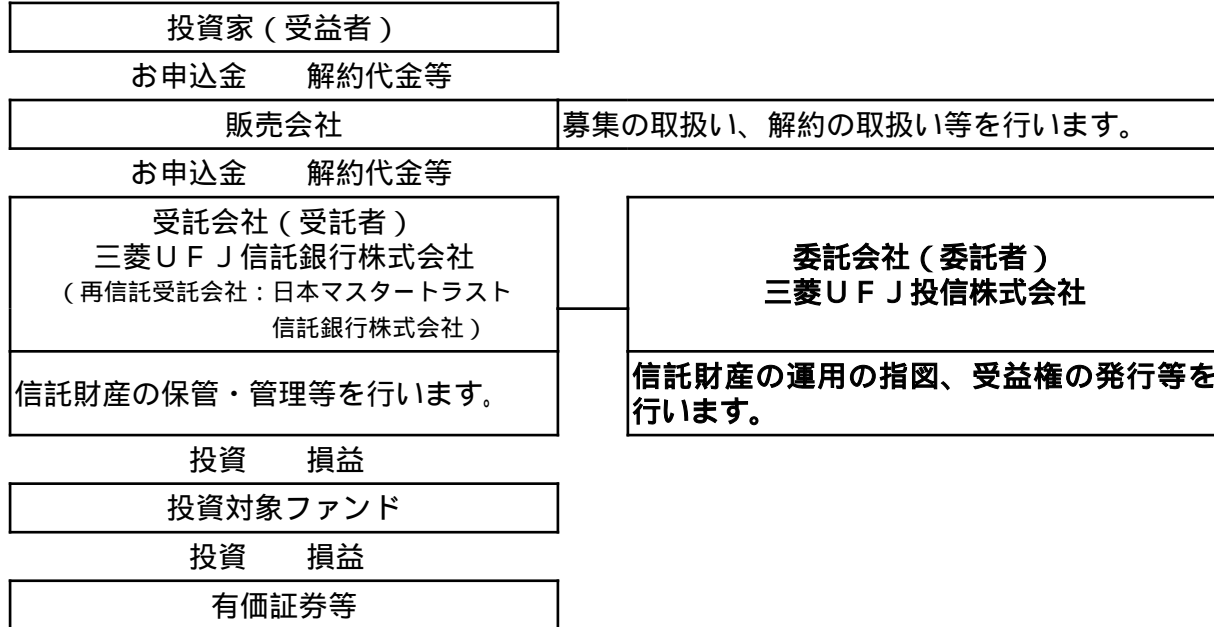 投資家（受益者）
お申込金　　解約代金等
販売会社
募集の取扱い、解約の取扱い等を行います。
お申込金　　解約代金等
受託会社（受託者）
三菱ＵＦＪ信託銀行株式会社
（再信託受託会社：日本マスタートラスト
信託銀行株式会社）
委託会社（委託者）
三菱ＵＦＪ投信株式会社
信託財産の保管・管理等を行います。
信託財産の運用の指図、受益権の発行等を
行います。
投資　　損益
投資対象ファンド
投資　　損益
有価証券等